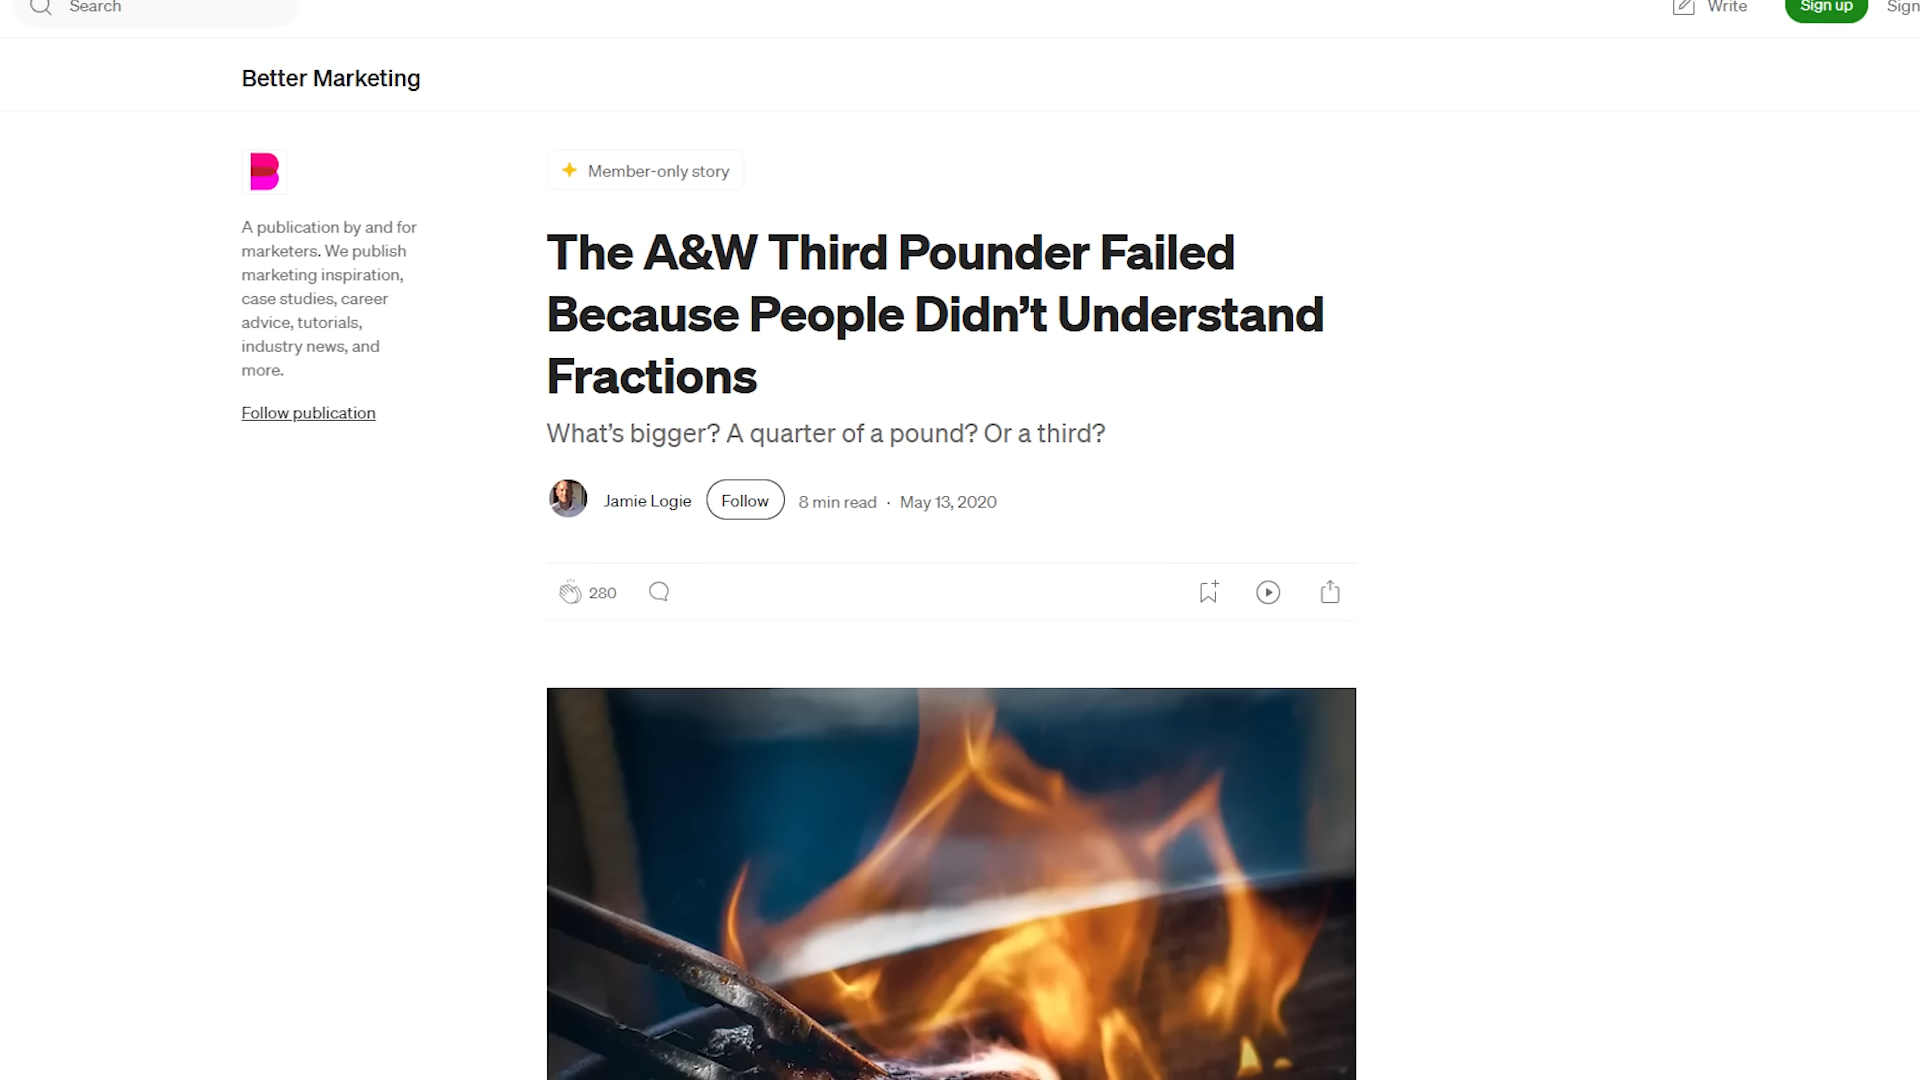 Search
Write
Sign up
Sign
Better Marketing
A publication by and for
marketers. We publish
marketing inspiration,
case studies, career
advice, tutorials,
industry news, and
more.
Follow publication
Member-only story
The A&W Third Pounder Failed
Because People Didn’t Understand
Fractions
What’s bigger? A quarter of a pound? Or a third?
Jamie Logie Follow 8 min read · May 13, 2020
280